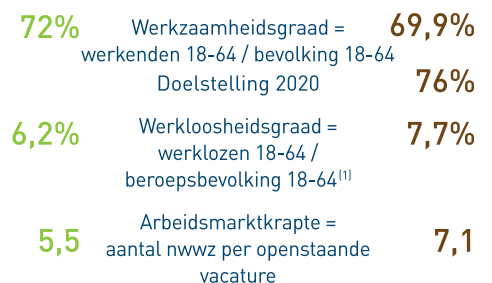 72% Werkzaamheidsgraad = 69,9%
werkenden 18-64 / bevolking 18-64
Doelstelling 2020 76%
6,2% Werkloosheidsgraad = 7,7%
werklozen 18-64 /
beroepsbevolking 18-64(1)
Arbeidsmarktkrapte =
5,5 aantal nwwz per openstaande 7,1
vacature